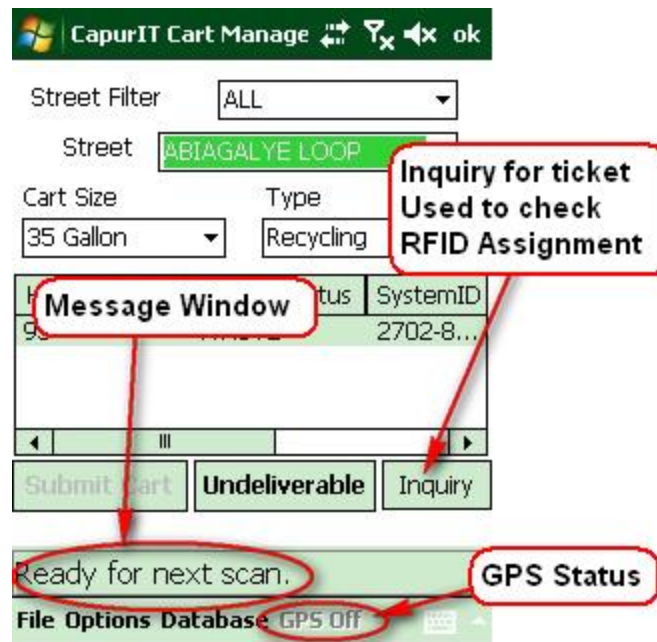 CapurIT Cart Manage ok
Street Filter ALL
Street ABIAGALYE LOOP
Inquiry for ticket
Used to check
RFID Assignment
Cart Size Type
35 Gallon Recycling
Message Window
SystemID
2702-8...
Submit Cart Undeliverable Inquiry
Ready for next scan.
GPS Status
File Options Database GPS Off